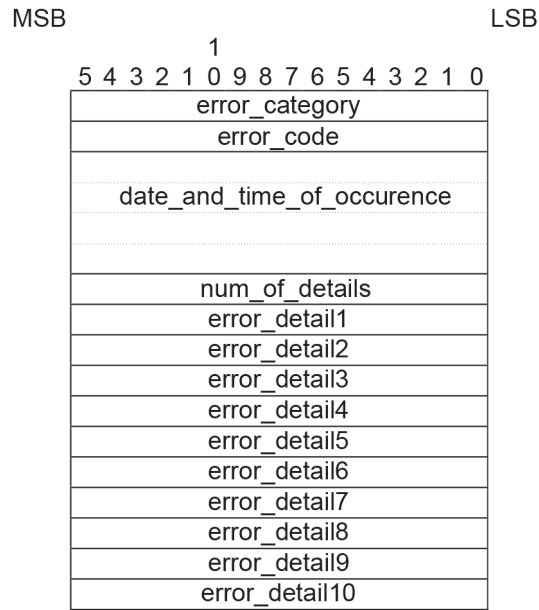 MSB LSB
1
5 4 3 2 1 0 9 8 7 6 5 4 3 2 1 0
error_category
error_code
date_and_time_of_occurence
num_of_details
error_detail1
error_detail2
error_detail3
error_detail4
error_detail5
error_detail6
error_detail7
error_detail8
error_detail9
error_detail10